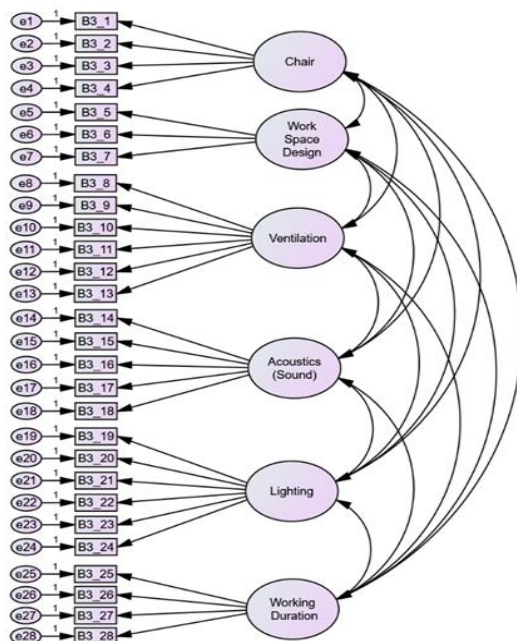 e1 1 B3_1
e2 1 B3_2
e3 1 B3_3
e4 1 B3_4
Chair
e5 1 B3_5
e6 1 B3_6
e7 1 B3_7
Work
Space
Design
e8 1 B3_8
e9 1 B3_9
e10 1 B3_10
e11 1 B3_11
e12 1 B3_12
e13 1 B3_13
Ventilation
e14 1 B3_14
e15 1 B3_15
e16 1 B3_16
e17 1 B3_17
e18 1 B3_18
Acoustics
(Sound)
e19 1 B3_19
e20 1 B3_20
e21 1 B3_21
e22 1 B3_22
e23 1 B3_23
e24 1 B3_24
Lighting
e25 1 B3_25
e26 1 B3_26
e27 1 B3_27
e28 1 B3_28
Working
Duration